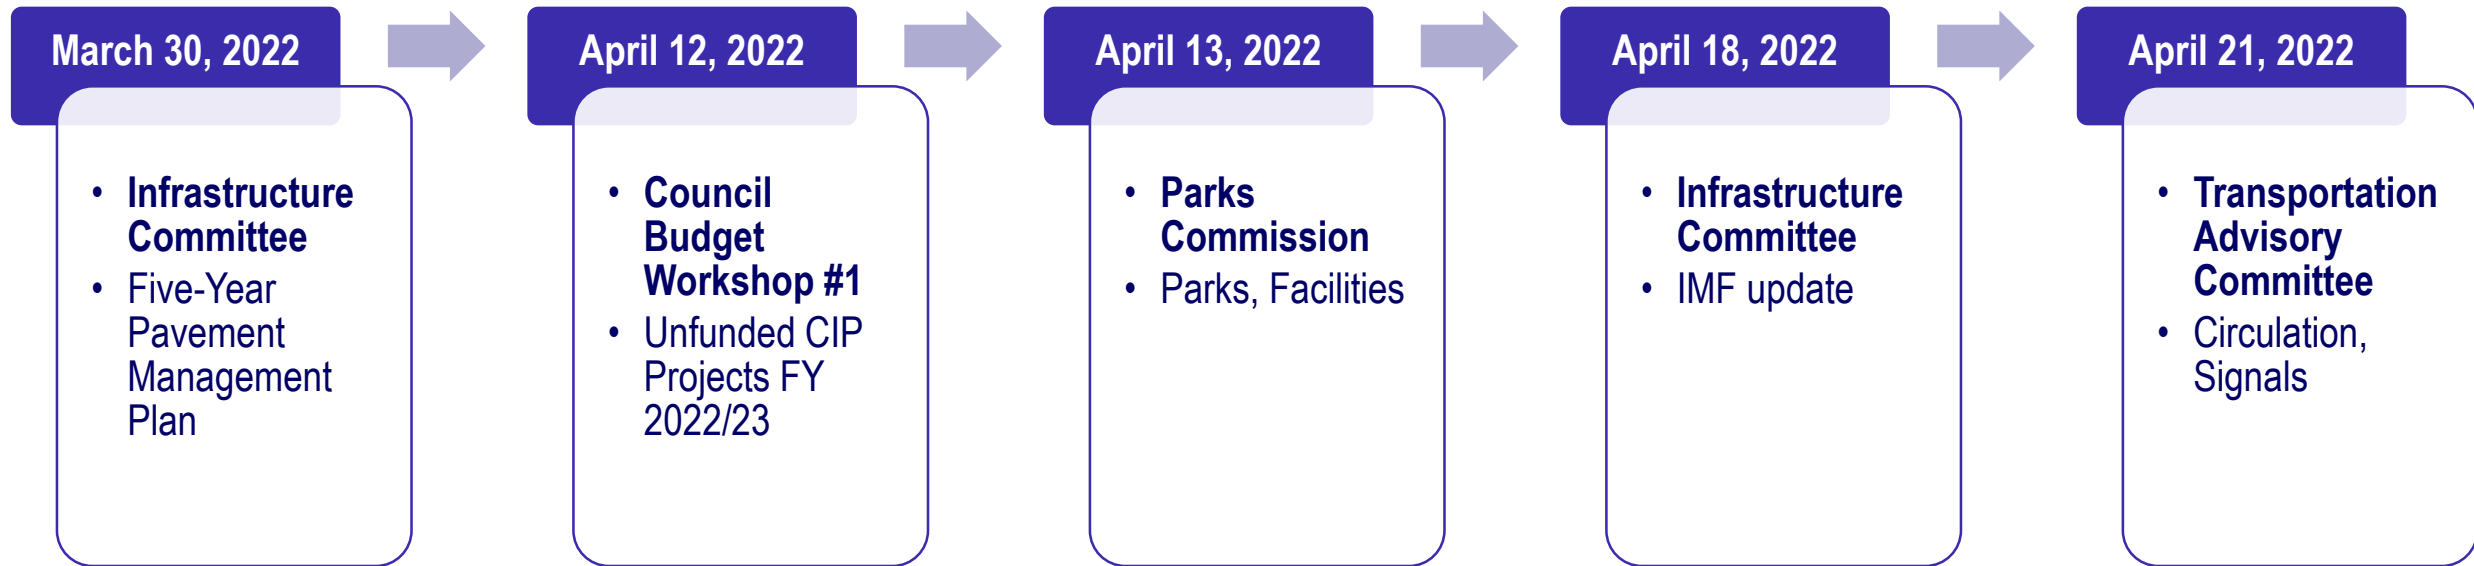 March 30, 2022
• Infrastructure
Committee
• Five-Year
Pavement
Management
Plan
April 12, 2022
• Council
Budget
Workshop #1
• Unfunded CIP
Projects FY
2022/23
April 13, 2022
• Parks
Commission
• Parks, Facilities
April 18, 2022
• Infrastructure
Committee
• IMF update
April 21, 2022
• Transportation
Advisory
Committee
• Circulation,
Signals